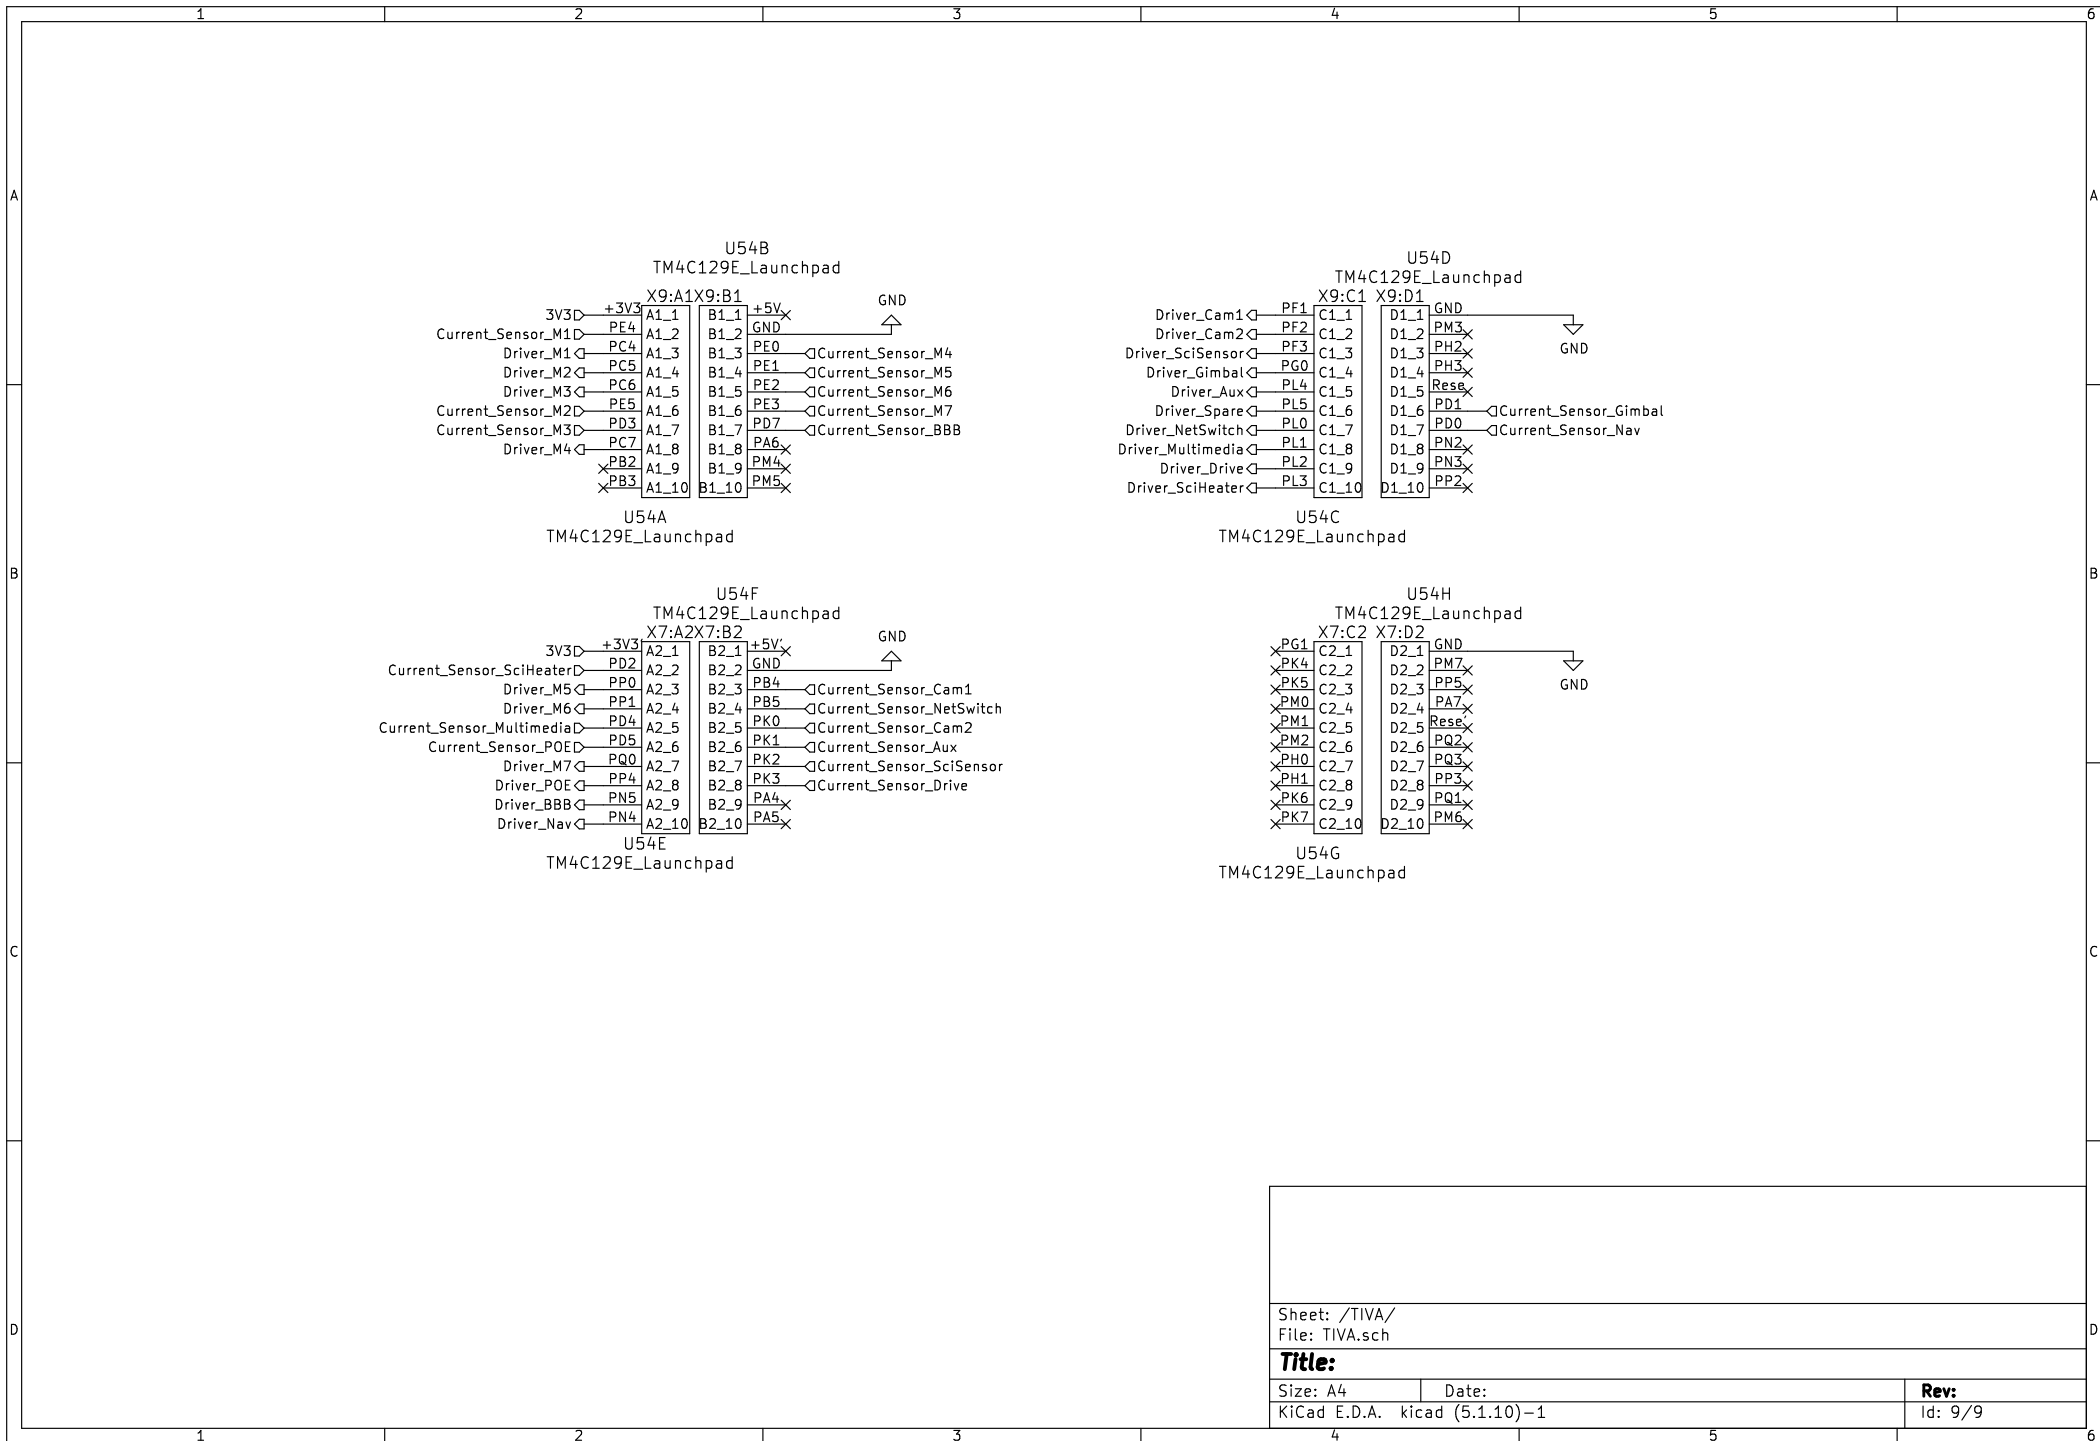 1 2 3 4 5 6
A A
B B
C C
D D
U54B
TM4C129E_Launchpad
X9:A1 X9:B1
3V3 +3V3 A1_1 B1_1 +5V GND
Current_Sensor_M1 PE4 A1_2 B1_2 GND
Driver_M1 PC4 A1_3 B1_3 PE0 Current_Sensor_M4
Driver_M2 PC5 A1_4 B1_4 PE1 Current_Sensor_M5
Driver_M3 PC6 A1_5 B1_5 PE2 Current_Sensor_M6
Current_Sensor_M2 PE5 A1_6 B1_6 PE3 Current_Sensor_M7
Current_Sensor_M3 PD3 A1_7 B1_7 PD7 Current_Sensor_BBB
Driver_M4 PC7 A1_8 B1_8 PA6
PB2 A1_9 B1_9 PM4
PB3 A1_10 B1_10 PM5
U54A
TM4C129E_Launchpad
U54D
TM4C129E_Launchpad
X9:C1 X9:D1
Driver_Cam1 PF1 C1_1 D1_1 GND
Driver_Cam2 PF2 C1_2 D1_2 PM3
GND
Driver_SciSensor PF3 C1_3 D1_3 PH2
Driver_Gimbal PG0 C1_4 D1_4 PH3
Driver_Aux PL4 C1_5 D1_5 Rese
Driver_Spare PL5 C1_6 D1_6 PD1 Current_Sensor_Gimbal
Driver_NetSwitch PL0 C1_7 D1_7 PD0 Current_Sensor_Nav
Driver_Multimedia PL1 C1_8 D1_8 PN2
Driver_Drive PL2 C1_9 D1_9 PN3
Driver_SciHeater PL3 C1_10 D1_10 PP2
U54C
TM4C129E_Launchpad
U54F
TM4C129E_Launchpad
X7:A2 X7:B2
3V3 +3V3' A2_1 B2_1 +5V' GND
Current_Sensor_SciHeater PD2 A2_2 B2_2 GND
Driver_M5 PP0 A2_3 B2_3 PB4 Current_Sensor_Cam1
Driver_M6 PP1 A2_4 B2_4 PB5 Current_Sensor_NetSwitch
Current_Sensor_Multimedia PD4 A2_5 B2_5 PK0 Current_Sensor_Cam2
Current_Sensor_POE PD5 A2_6 B2_6 PK1 Current_Sensor_Aux
Driver_M7 PQ0 A2_7 B2_7 PK2 Current_Sensor_SciSensor
Driver_POE PP4 A2_8 B2_8 PK3 Current_Sensor_Drive
Driver_BBB PN5 A2_9 B2_9 PA4
Driver_Nav PN4 A2_10 B2_10 PA5
U54E
TM4C129E_Launchpad
U54H
TM4C129E_Launchpad
X7:C2 X7:D2
PG1 C2_1 D2_1 GND
PK4 C2_2 D2_2 PM7
GND
PK5 C2_3 D2_3 PP5
PM0 C2_4 D2_4 PA7
PM1 C2_5 D2_5 Rese'
PM2 C2_6 D2_6 PQ2
PH0 C2_7 D2_7 PQ3
PH1 C2_8 D2_8 PP3
PK6 C2_9 D2_9 PQ1
PK7 C2_10 D2_10 PM6
U54G
TM4C129E_Launchpad
Sheet: /TIVA/
File: TIVA.sch
Title:
Size: A4 Date: Rev:
KiCad E.D.A. kicad (5.1.10)-1 Id: 9/9
1 2 3 4 5 6